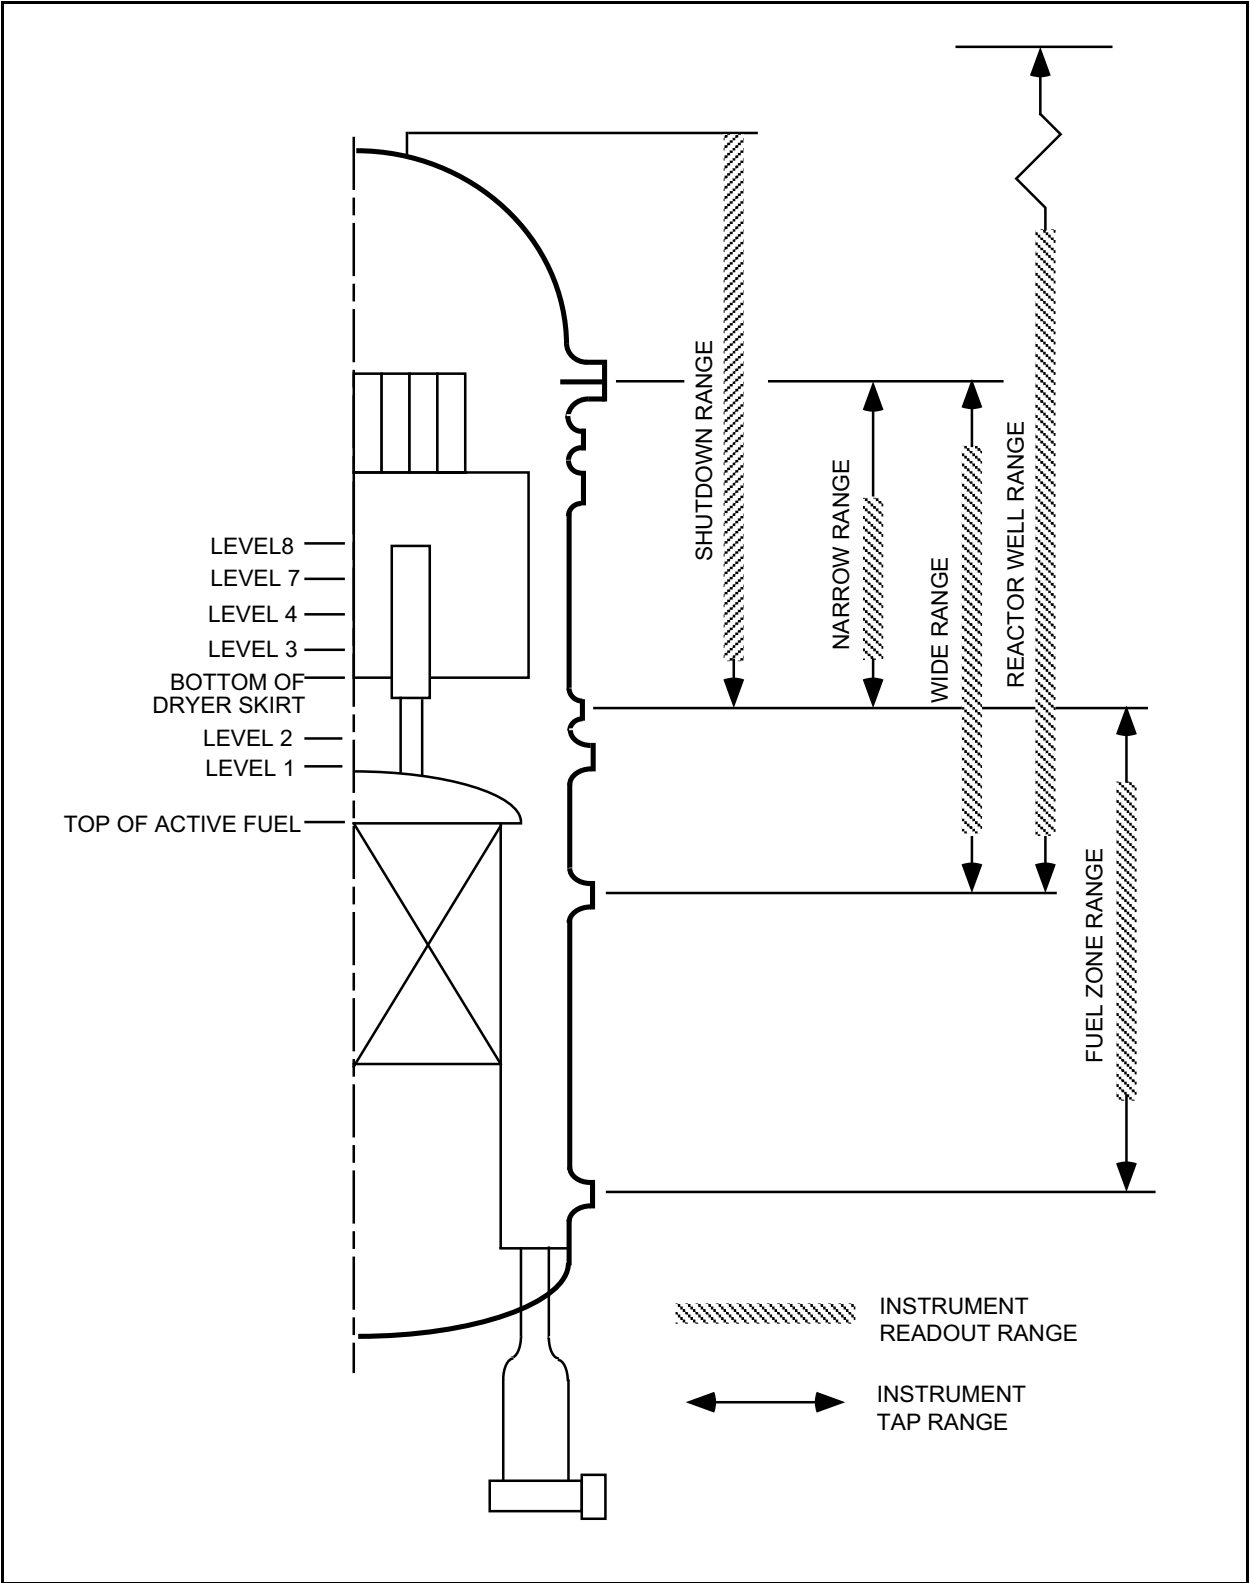 SHUTDOWN RANGE
NARROW RANGE
WIDE RANGE
REACTOR WELL RANGE
FUEL ZONE RANGE
LEVEL8
LEVEL 7
LEVEL 4
LEVEL 3
BOTTOM OF
DRYER SKIRT
LEVEL 2
LEVEL 1
TOP OF ACTIVE FUEL
INSTRUMENT
READOUT RANGE
INSTRUMENT
TAP RANGE